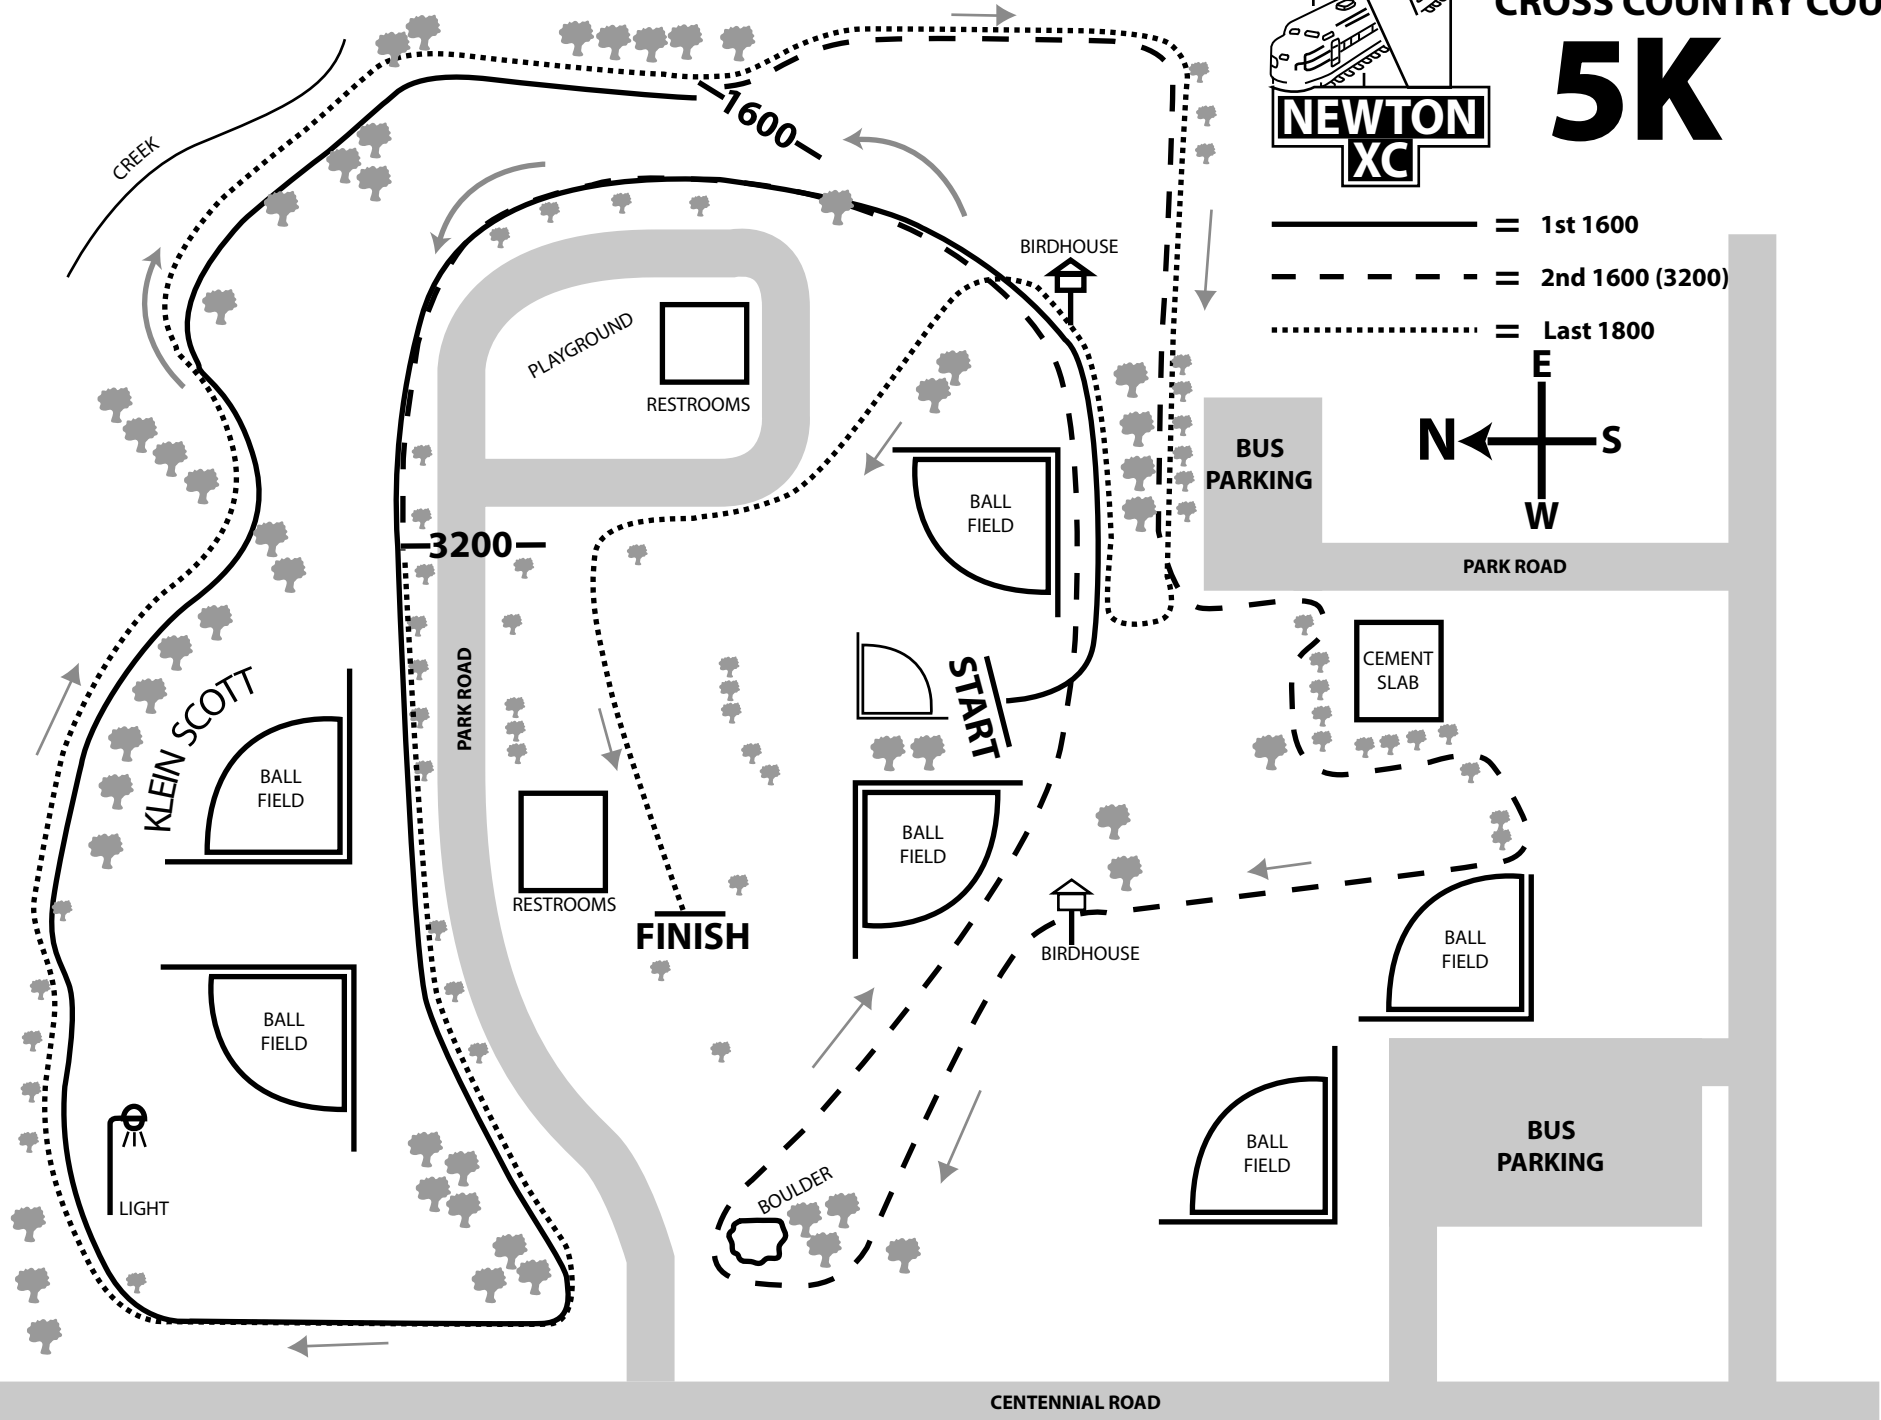 CROSS COUNTRY COU
5K
NEWTON
XC
1st 1600
2nd 1600 (3200)
Last 1800
E
N
S
W
CREEK
1600
BIRDHOUSE
PLAYGROUND
RESTROOMS
BUS
PARKING
PARK ROAD
BALL
FIELD
3200
START
CEMENT
SLAB
KLEIN SCOTT
PARK ROAD
BALL
FIELD
BALL
FIELD
RESTROOMS
FINISH
BIRDHOUSE
BALL
FIELD
BALL
FIELD
BALL
FIELD
BUS
PARKING
LIGHT
BOULDER
CENTENNIAL ROAD